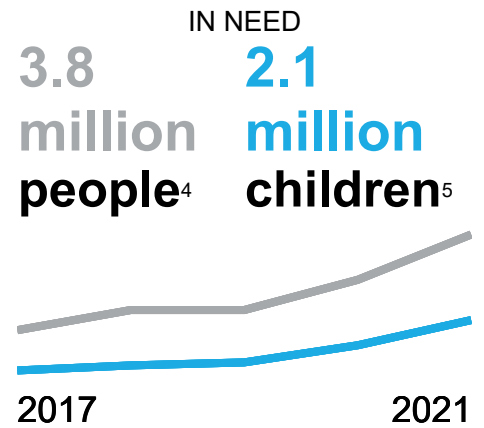 IN NEED
3.8
million
people4
2.1
million
children5
2017
2021